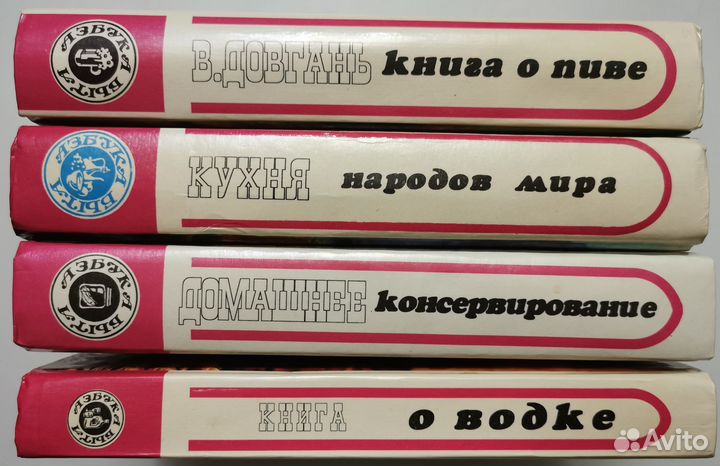 АЗБУКА БЫТА
В.ДОВГАНЬ книга о пиве
АЗБУКА БЫТА
КУХНЯ народов мира
АЗБУКА БЫТА
ДОМАШНЕЕ консервирование
АЗБУКА БЫТА
КНИГА о водке
Avito